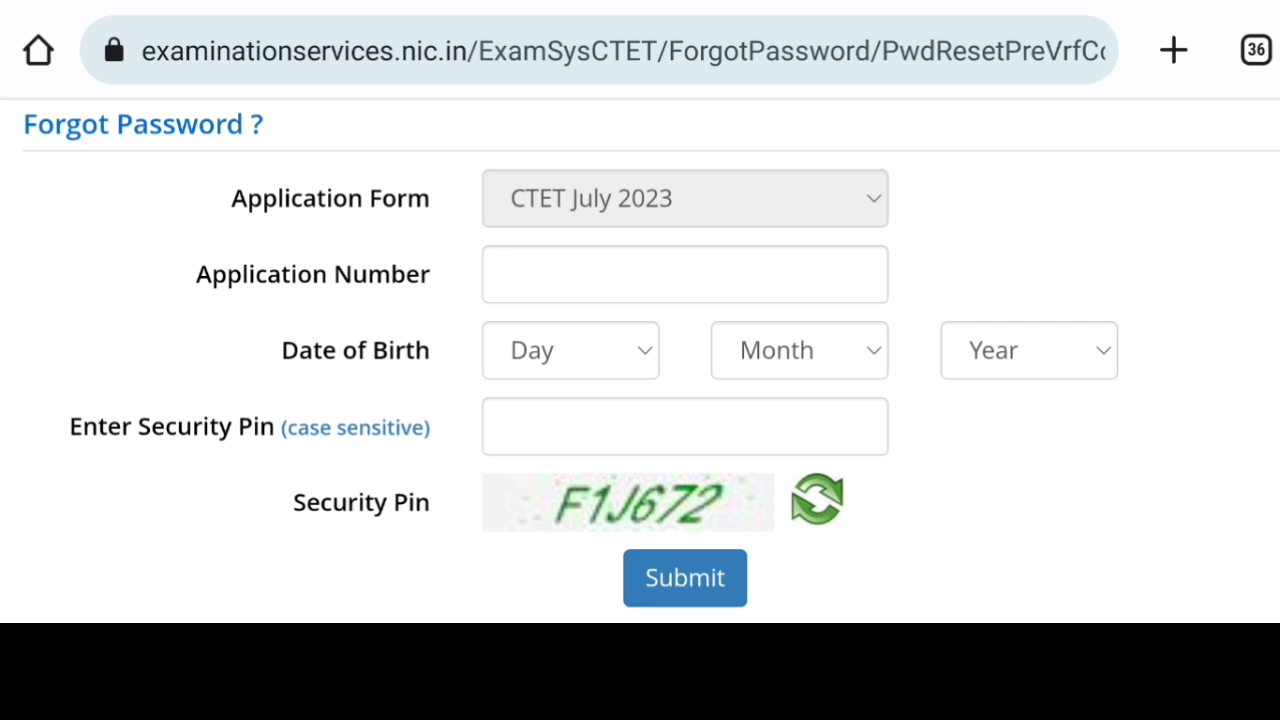 examinationservices.nic.in/ExamSysCTET/ForgotPassword/PwdResetPreVrfC
36
Forgot Password ?
Application Form
CTET July 2023
Application Number
Date of Birth
Day
Month
Year
Enter Security Pin (case sensitive)
Security Pin
F1J672
Submit